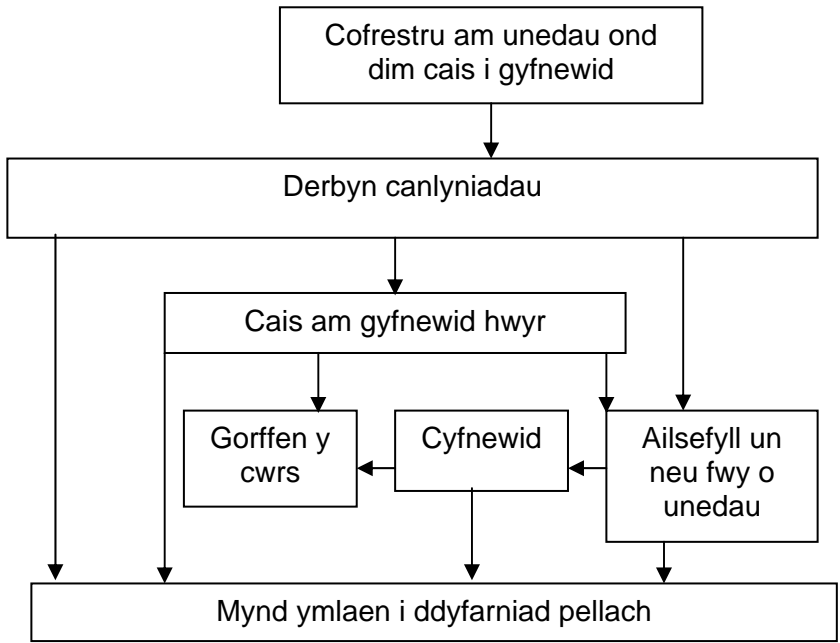 Cofrestru am unedau ond
dim cais i gyfnewid
Derbyn canlyniadau
Cais am gyfnewid hwyr
Gorffen y
cwrs
Cyfnewid
Ailsefyll un
neu fwy o
unedau
Mynd ymlaen i ddyfarniad pellach